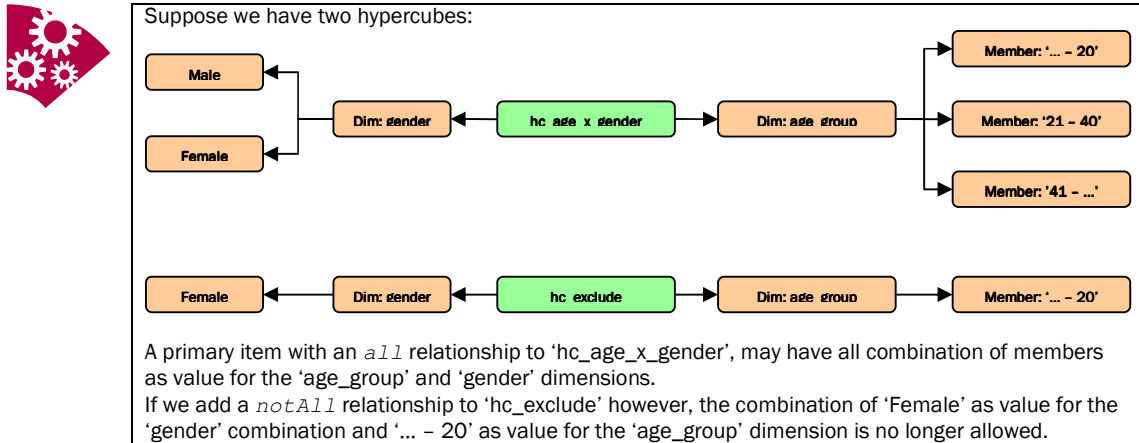 Suppose we have two hypercubes:
Male
Member: '... – 20'
Dim: gender
hc_age_x_gender
Dim: age_group
Member: '21 – 40'
Female
Member: '41 – ...'
Female
Dim: gender
hc_exclude
Dim: age_group
Member: '... – 20'
A primary item with an all relationship to ‘hc_age_x_gender’, may have all combination of members
as value for the ‘age_group’ and ‘gender’ dimensions.
If we add a notAll relationship to ‘hc_exclude’ however, the combination of ‘Female’ as value for the
‘gender’ combination and ‘... – 20’ as value for the ‘age_group’ dimension is no longer allowed.